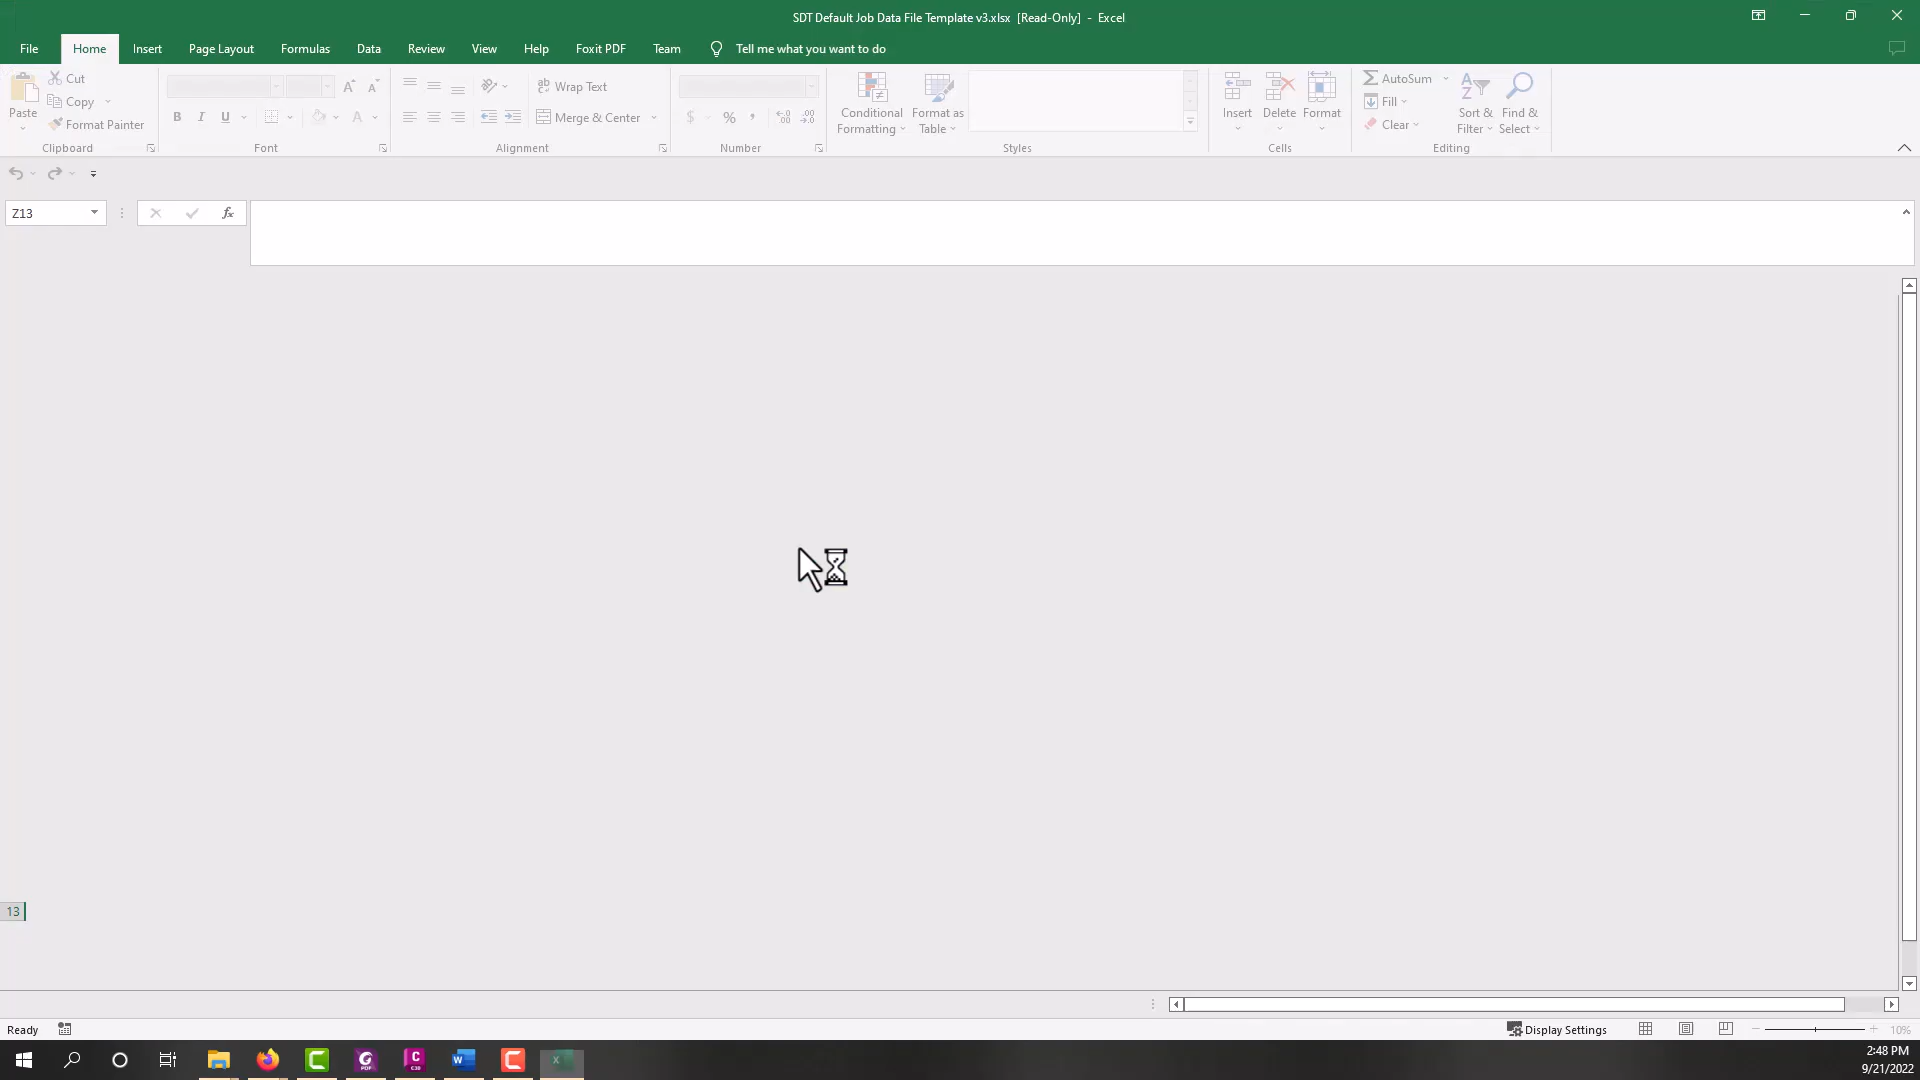 SDT Default Job Data File Template v3.xlsx [Read-Only] - Excel
File Home Insert Page Layout Formulas Data Review View Help Foxit PDF Team Tell me what you want to do
Paste
Cut
Copy
Format Painter
Clipboard
B I U A
Font
Wrap Text
Merge & Center
Alignment
$ % ,
Number
Conditional Formatting
Format as Table
Styles
Insert
Delete
Format
Cells
AutoSum
Fill
Clear
Sort & Filter
Find & Select
Editing
Z13
fx
13
Ready
Display Settings
10%
2:48 PM
9/21/2022